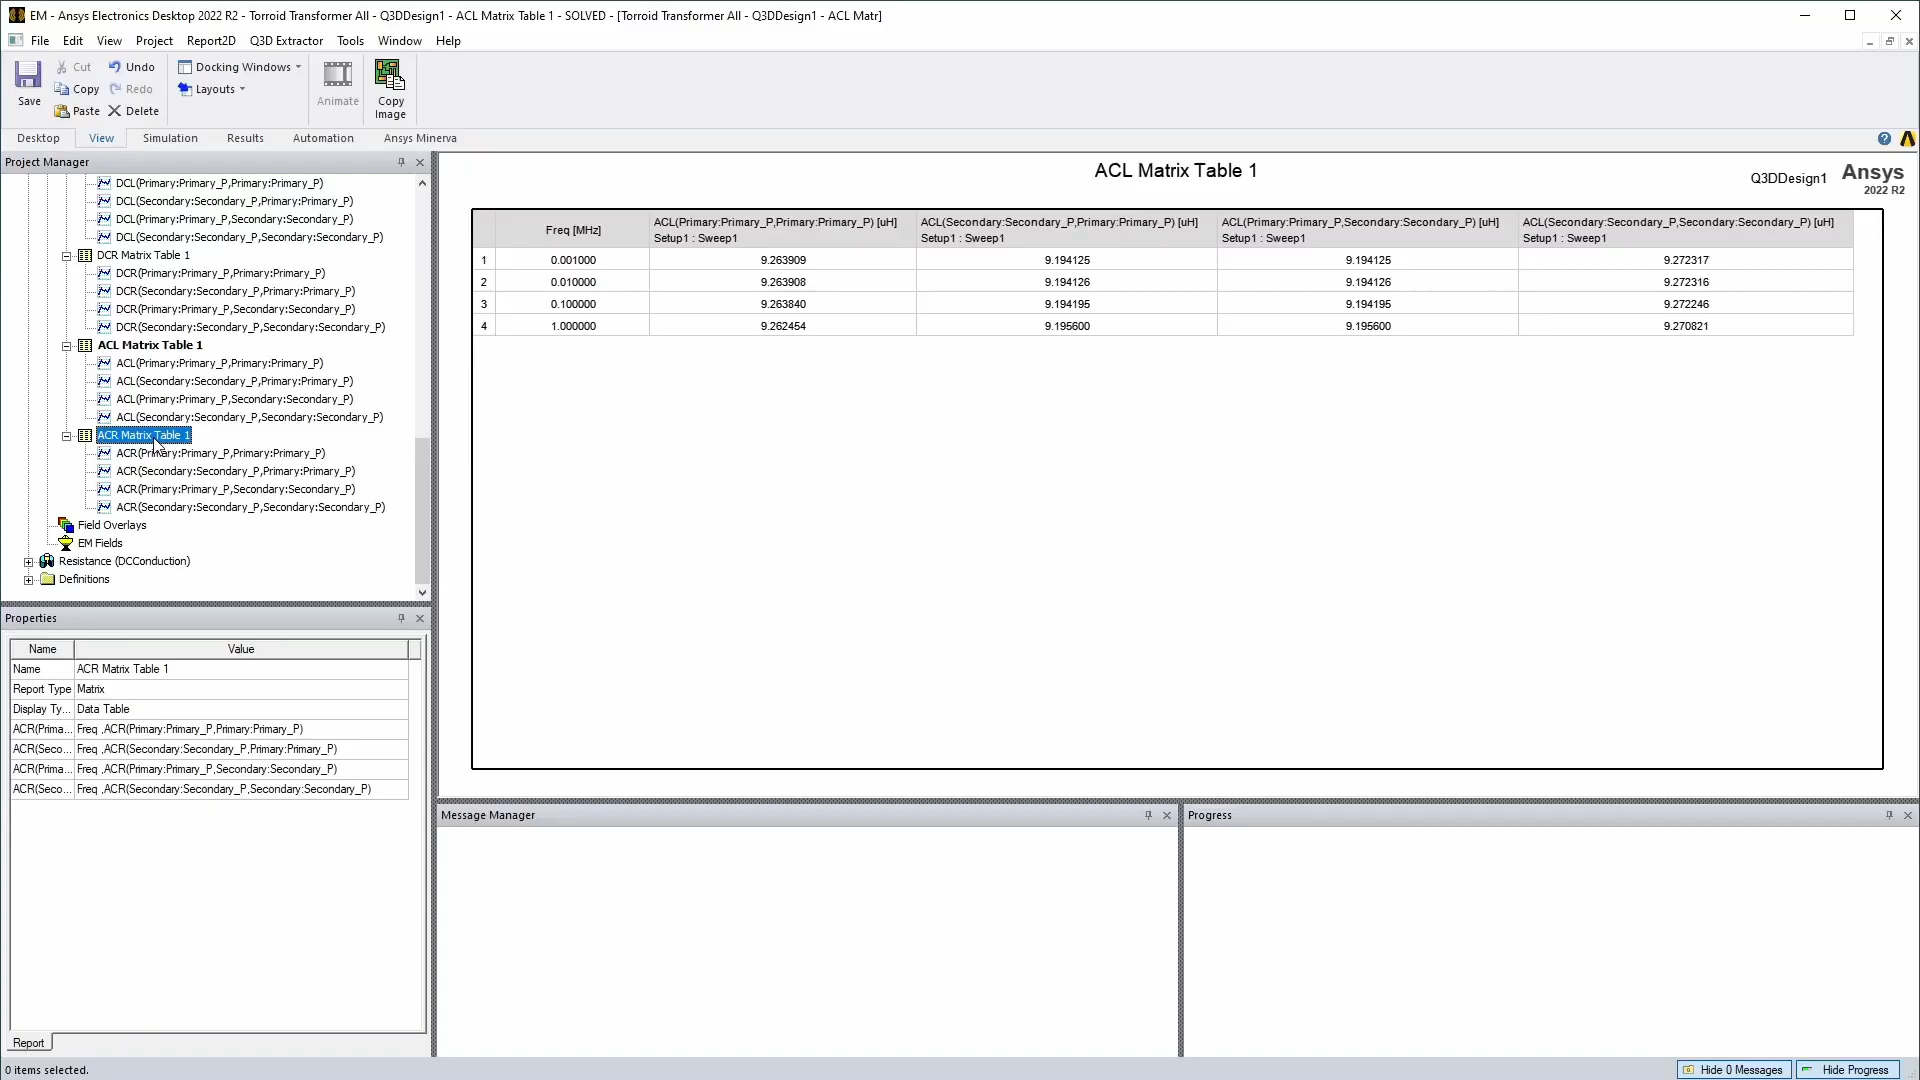 EM - Ansys Electronics Desktop 2022 R2 - Torroid Transformer All - Q3DDesign1 - ACL Matrix Table 1 - SOLVED - [Torroid Transformer All - Q3DDesign1 - ACL Matr]
File Edit View Project Report2D Q3D Extractor Tools Window Help
Save
Cut
Copy
Paste
Undo
Redo
Delete
Docking Windows
Layouts
Animate
Copy
Image
Desktop View Simulation Results Automation Ansys Minerva
Project Manager
DCL(Primary:Primary_P,Primary:Primary_P)
DCL(Secondary:Secondary_P,Primary:Primary_P)
DCL(Primary:Primary_P,Secondary:Secondary_P)
DCL(Secondary:Secondary_P,Secondary:Secondary_P)
DCR Matrix Table 1
DCR(Primary:Primary_P,Primary:Primary_P)
DCR(Secondary:Secondary_P,Primary:Primary_P)
DCR(Primary:Primary_P,Secondary:Secondary_P)
DCR(Secondary:Secondary_P,Secondary:Secondary_P)
ACL Matrix Table 1
ACL(Primary:Primary_P,Primary:Primary_P)
ACL(Secondary:Secondary_P,Primary:Primary_P)
ACL(Primary:Primary_P,Secondary:Secondary_P)
ACL(Secondary:Secondary_P,Secondary:Secondary_P)
ACR Matrix Table 1
ACR(Primary:Primary_P,Primary:Primary_P)
ACR(Secondary:Secondary_P,Primary:Primary_P)
ACR(Primary:Primary_P,Secondary:Secondary_P)
ACR(Secondary:Secondary_P,Secondary:Secondary_P)
Field Overlays
EM Fields
Resistance (DCConduction)
Definitions
Properties
Name Value
Name ACR Matrix Table 1
Report Type Matrix
Display Ty... Data Table
ACR(Prima... Freq ,ACR(Primary:Primary_P,Primary:Primary_P)
ACR(Seco... Freq ,ACR(Secondary:Secondary_P,Primary:Primary_P)
ACR(Prima... Freq ,ACR(Primary:Primary_P,Secondary:Secondary_P)
ACR(Seco... Freq ,ACR(Secondary:Secondary_P,Secondary:Secondary_P)
Report
ACL Matrix Table 1
Q3DDesign1
Ansys
2022 R2
Freq [MHz] ACL(Primary:Primary_P,Primary:Primary_P) [uH] ACL(Secondary:Secondary_P,Primary:Primary_P) [uH] ACL(Primary:Primary_P,Secondary:Secondary_P) [uH] ACL(Secondary:Secondary_P,Secondary:Secondary_P) [uH]
Setup1 : Sweep1 Setup1 : Sweep1 Setup1 : Sweep1 Setup1 : Sweep1
1 0.001000 9.263909 9.194125 9.194125 9.272317
2 0.010000 9.263908 9.194126 9.194126 9.272316
3 0.100000 9.263840 9.194195 9.194195 9.272246
4 1.000000 9.262454 9.195600 9.195600 9.270821
Message Manager
Progress
0 items selected.
Hide 0 Messages
Hide Progress